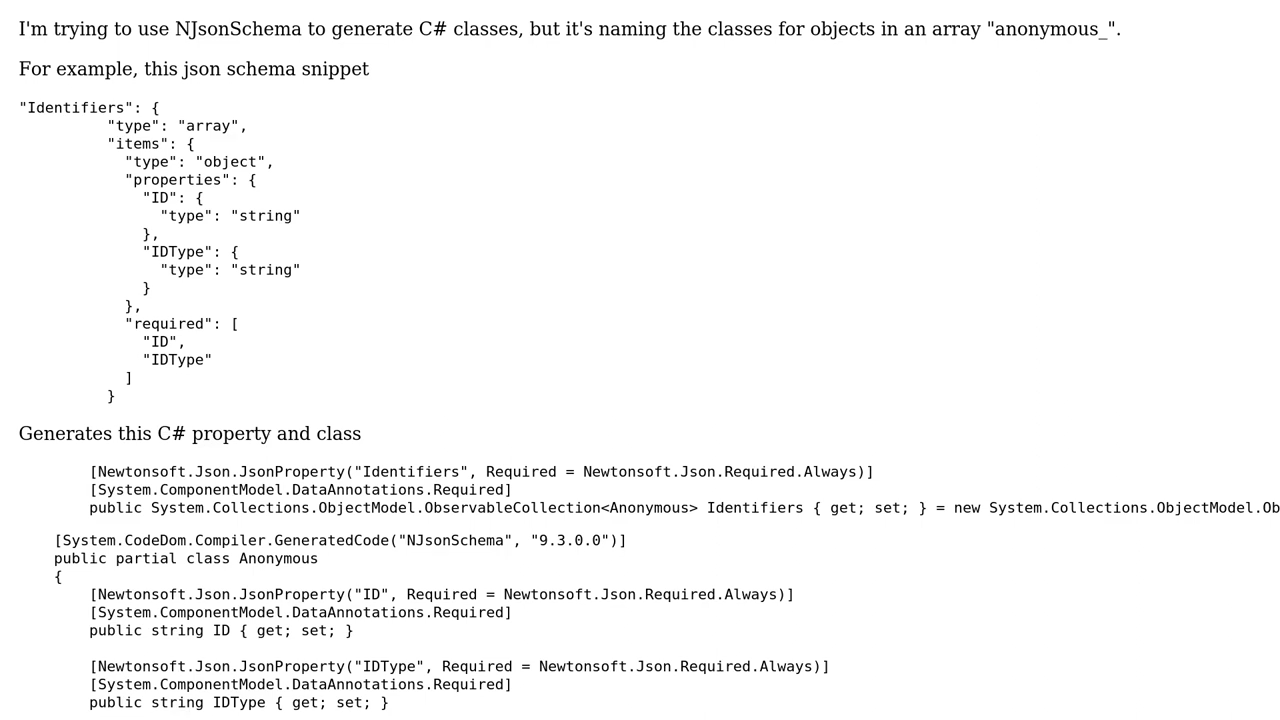 I'm trying to use NJsonSchema to generate C# classes, but it's naming the classes for objects in an array "anonymous_".
For example, this json schema snippet
"Identifiers": {
          "type": "array",
          "items": {
            "type": "object",
            "properties": {
              "ID": {
                "type": "string"
              },
              "IDType": {
                "type": "string"
              }
            },
            "required": [
              "ID",
              "IDType"
            ]
          }
Generates this C# property and class
        [Newtonsoft.Json.JsonProperty("Identifiers", Required = Newtonsoft.Json.Required.Always)]
        [System.ComponentModel.DataAnnotations.Required]
        public System.Collections.ObjectModel.ObservableCollection<Anonymous> Identifiers { get; set; } = new System.Collections.ObjectModel.Ob
    [System.CodeDom.Compiler.GeneratedCode("NJsonSchema", "9.3.0.0")]
    public partial class Anonymous
    {
        [Newtonsoft.Json.JsonProperty("ID", Required = Newtonsoft.Json.Required.Always)]
        [System.ComponentModel.DataAnnotations.Required]
        public string ID { get; set; }
        [Newtonsoft.Json.JsonProperty("IDType", Required = Newtonsoft.Json.Required.Always)]
        [System.ComponentModel.DataAnnotations.Required]
        public string IDType { get; set; }